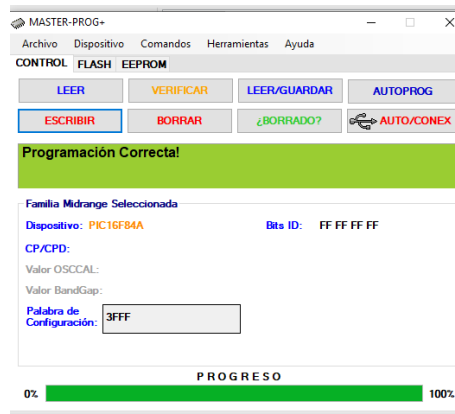 MASTER-PROG+
Archivo Dispositivo Comandos Herramientas Ayuda
CONTROL FLASH EEPROM
LEER VERIFICAR LEER/GUARDAR AUTOPROG
ESCRIBIR BORRAR ¿BORRADO? AUTO/CONEX
Programación Correcta!
Familia Midrange Seleccionada
Dispositivo: PIC16F84A Bits ID: FF FF FF FF
CP/CPD:
Valor OSCCAL:
Valor BandGap:
Palabra de
Configuración: 3FFF
PROGRESO
0% 100%